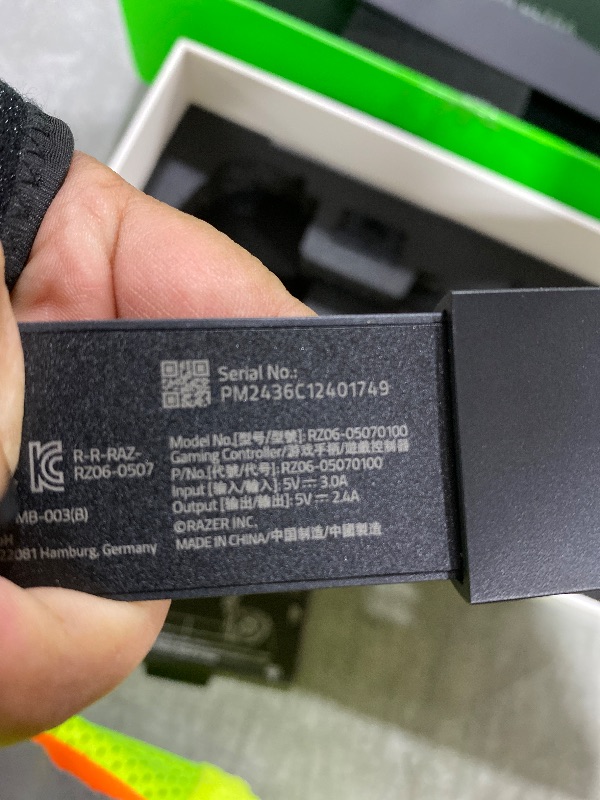 Serial No.:
PM2436C12401749
R-R-RAZ-
RZ06-0507
Model No.[型号/型號]: RZ06-05070100
Gaming Controller/游戏手柄/遊戲控制器
P/No.[代號/代号]: RZ06-05070100
Input [输入/輸入]: 5V⎓3.0A
Output [输出/輸出]: 5V⎓2.4A
©RAZER INC.
MADE IN CHINA/中国制造/中國製造
MB-003(B)
22081 Hamburg, Germany